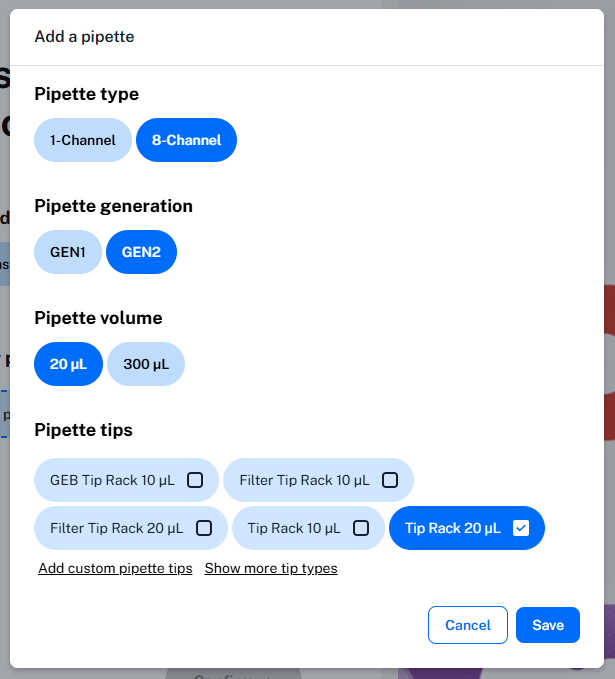 Add a pipette
Pipette type
1-Channel 8-Channel
Pipette generation
GEN1 GEN2
Pipette volume
20 µL 300 µL
Pipette tips
GEB Tip Rack 10 µL Filter Tip Rack 10 µL
Filter Tip Rack 20 µL Tip Rack 10 µL Tip Rack 20 µL
Add custom pipette tips Show more tip types
Cancel Save